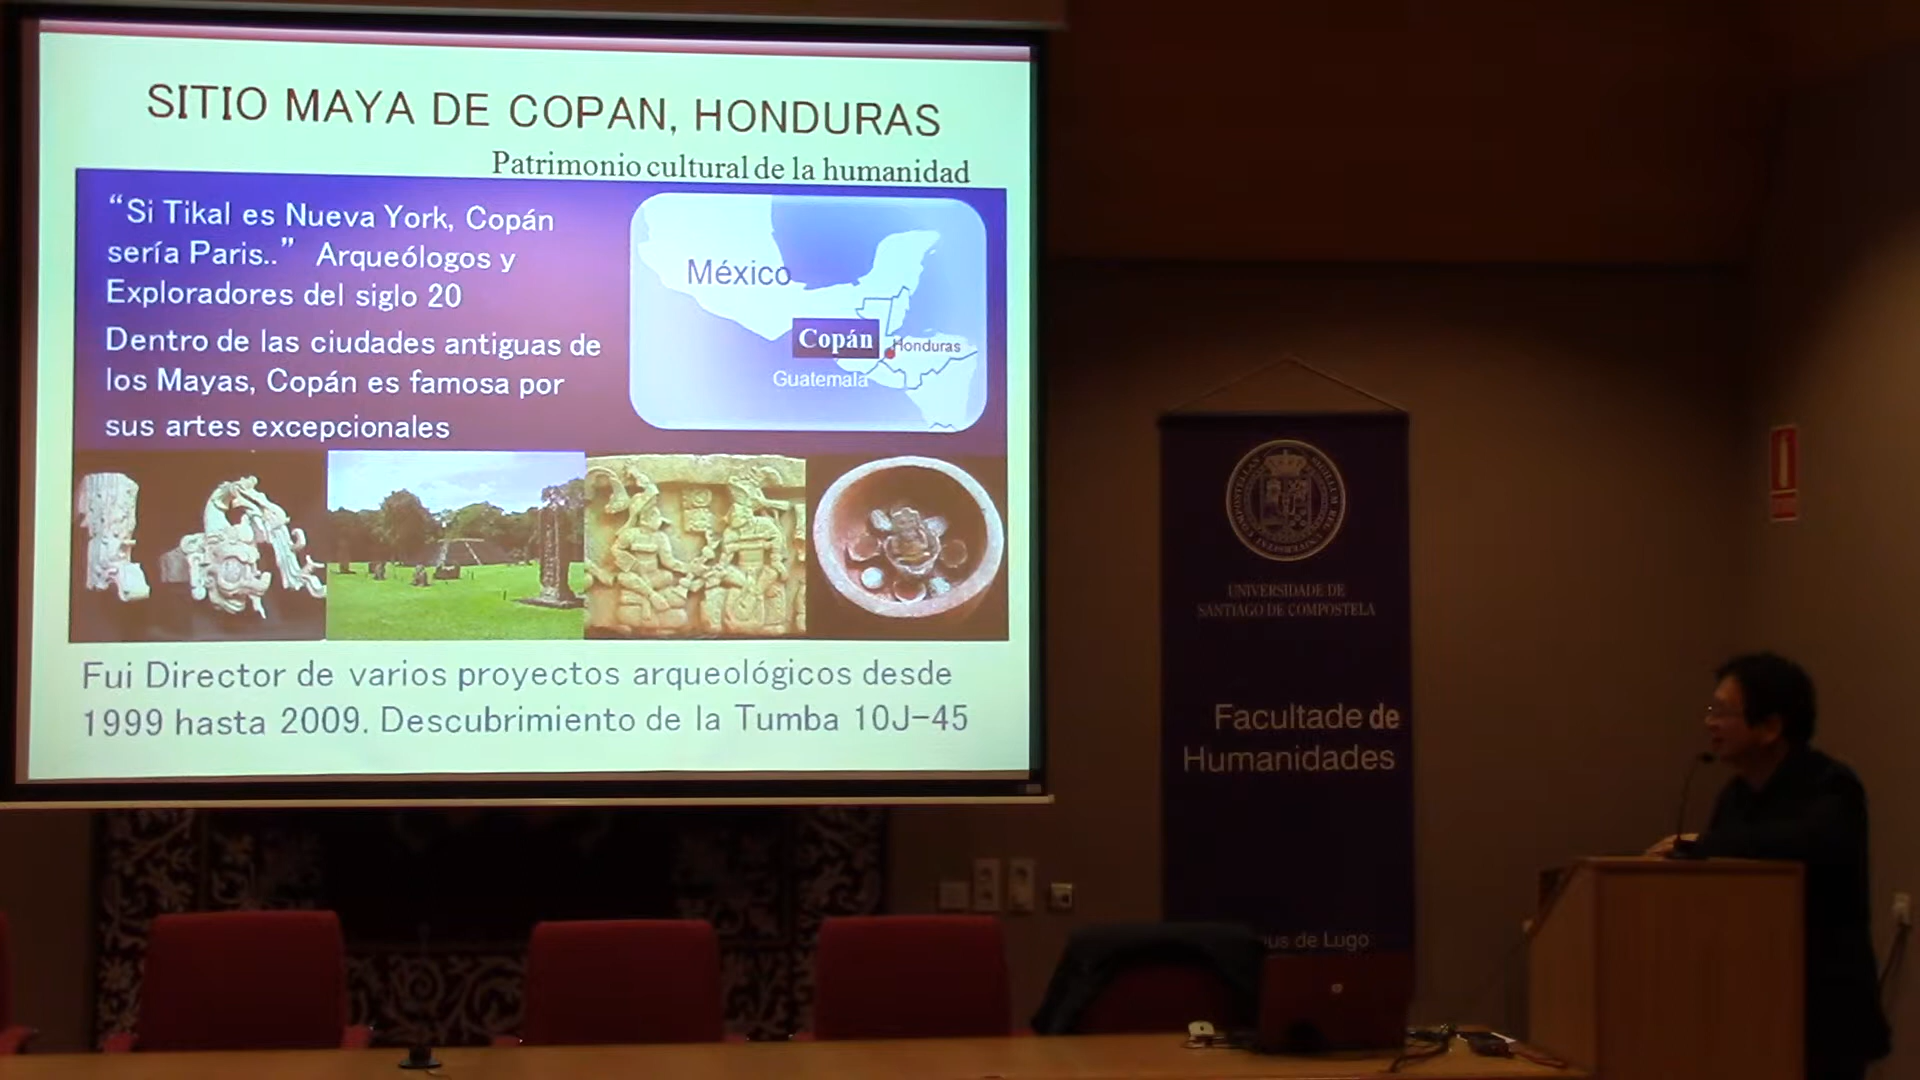 SITIO MAYA DE COPAN, HONDURAS
Patrimonio cultural de la humanidad
“Si Tikal es Nueva York, Copán
sería Paris..” Arqueólogos y
Exploradores del siglo 20
Dentro de las ciudades antiguas de
los Mayas, Copán es famosa por
sus artes excepcionales
México
Copán
Honduras
Guatemala
Fui Director de varios proyectos arqueológicos desde
1999 hasta 2009. Descubrimiento de la Tumba 10J-45
UNIVERSIDADE DE
SANTIAGO DE COMPOSTELA
Facultade de
Humanidades
de Lugo